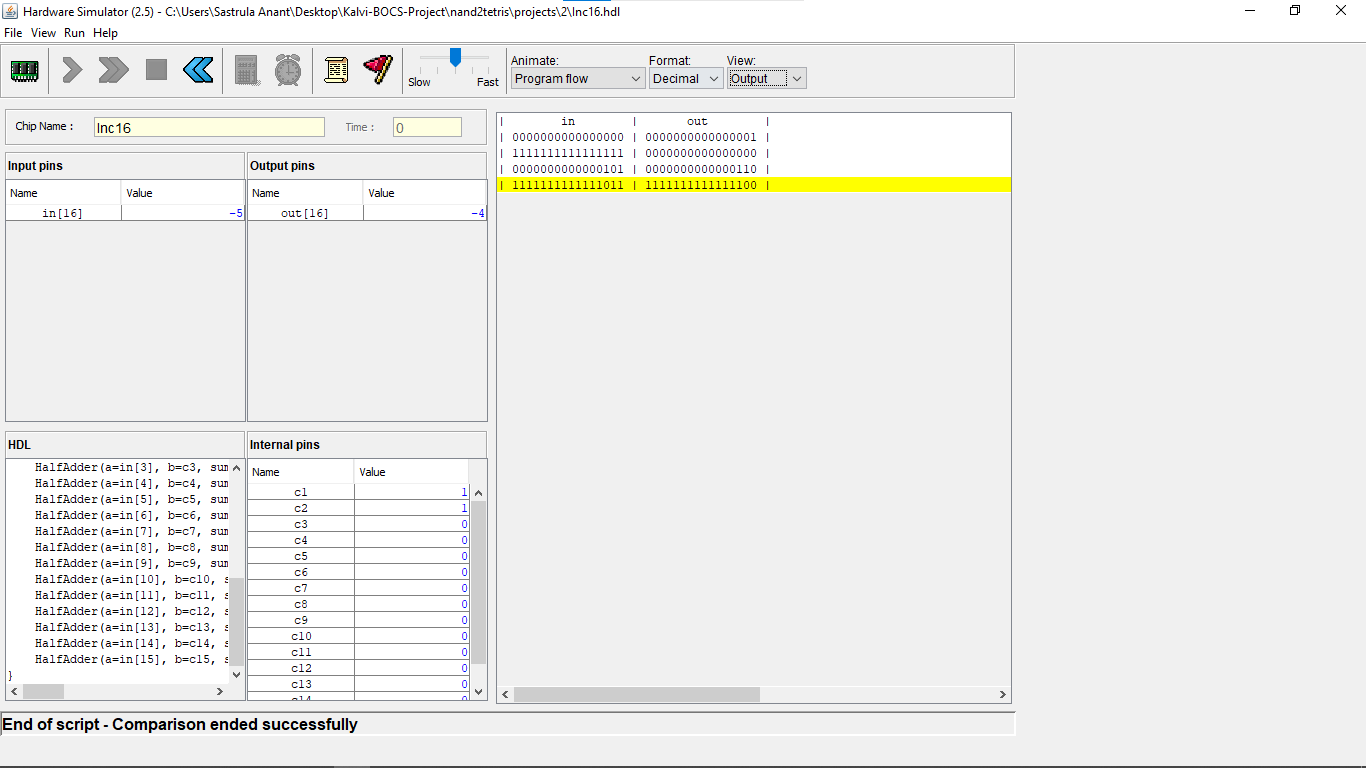 Hardware Simulator (2.5) - C:\Users\Sastrula Anant\Desktop\Kalvi-BOCS-Project\nand2tetris\projects\2\Inc16.hdl
File View Run Help
Slow Fast
Animate: Format: View:
Program flow Decimal Output
Chip Name : Inc16 Time : 0
Input pins
Name Value
in[16] -5
Output pins
Name Value
out[16] -4
HDL
HalfAdder(a=in[3], b=c3, sum
HalfAdder(a=in[4], b=c4, sum
HalfAdder(a=in[5], b=c5, sum
HalfAdder(a=in[6], b=c6, sum
HalfAdder(a=in[7], b=c7, sum
HalfAdder(a=in[8], b=c8, sum
HalfAdder(a=in[9], b=c9, sum
HalfAdder(a=in[10], b=c10, s
HalfAdder(a=in[11], b=c11, s
HalfAdder(a=in[12], b=c12, s
HalfAdder(a=in[13], b=c13, s
HalfAdder(a=in[14], b=c14, s
HalfAdder(a=in[15], b=c15, s
}
Internal pins
Name Value
c1 1
c2 1
c3 0
c4 0
c5 0
c6 0
c7 0
c8 0
c9 0
c10 0
c11 0
c12 0
c13 0
c14 0
| in | out |
| 0000000000000000 | 0000000000000001 |
| 1111111111111111 | 0000000000000000 |
| 0000000000000101 | 0000000000000110 |
| 1111111111111011 | 1111111111111100 |
End of script - Comparison ended successfully